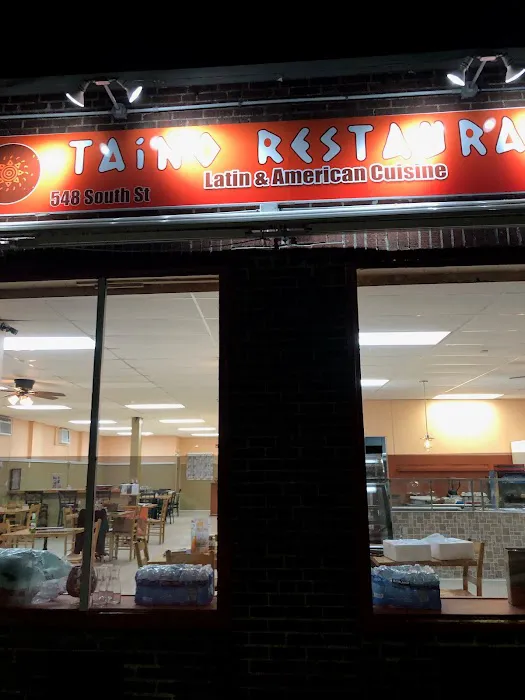 TAiNO RESTAURA
Latin & American Cuisine
548 South St